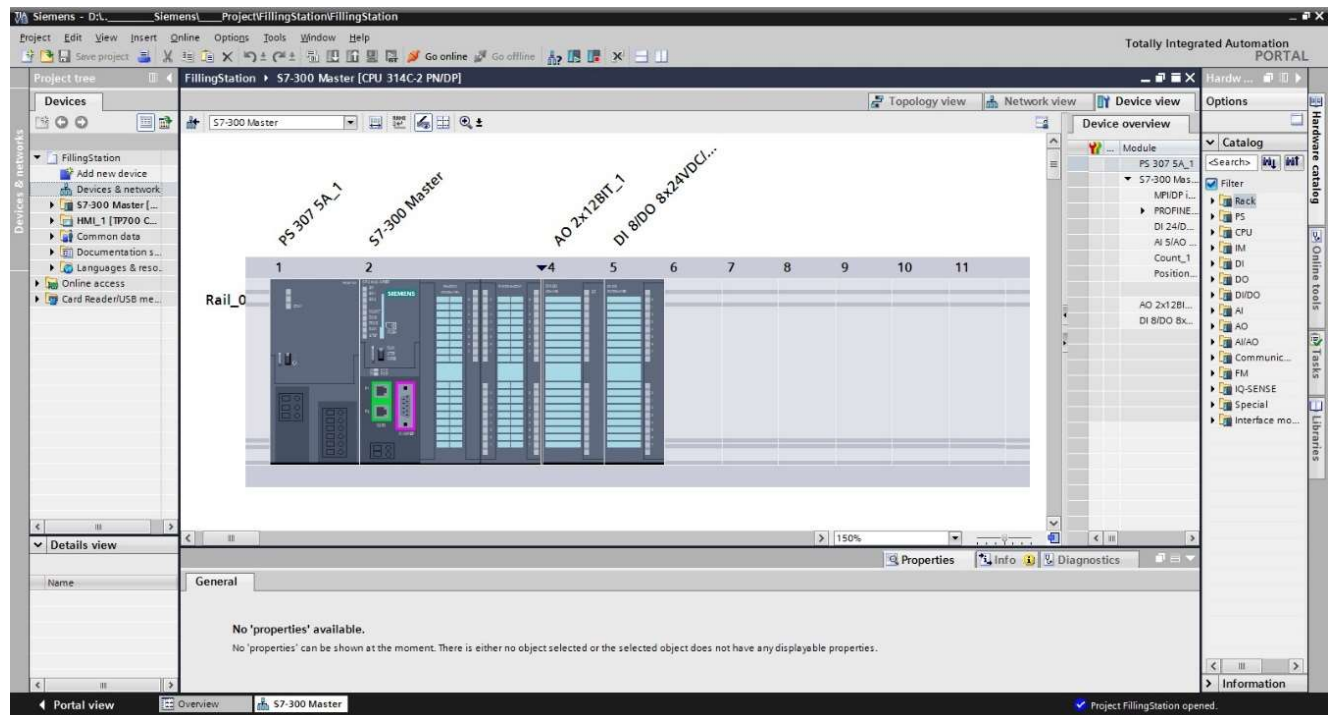 Siemens - D:\.________Siemens\____Project\FillingStation\FillingStation
Project Edit View Insert Online Options Tools Window Help
Totally Integrated Automation
PORTAL
Save project
Go online
Go offline
Project tree
FillingStation ▸ S7-300 Master [CPU 314C-2 PN/DP]
Hardw...
Devices
Topology view
Network view
Device view
Options
S7-300 Master
Device overview
FillingStation
Add new device
Devices & network
S7-300 Master [...
HMI_1 [TP700 C...
Common data
Documentation s...
Languages & reso...
Online access
Card Reader/USB me...
Devices & networks
PS 307 5A_1
S7-300 Master
AO 2x12BIT_1
DI 8/DO 8x24VDC/...
1 2 4 5 6 7 8 9 10 11
Rail_0
SIEMENS
... Module
PS 307 5A_1
S7-300 Mas...
MPI/DP i...
PROFINE...
DI 24/D...
AI 5/AO ...
Count_1
Position...
AO 2x12BI...
DI 8/DO 8x...
Catalog
<Search>
Filter
Rack
PS
CPU
IM
DI
DO
DI/DO
AI
AO
AI/AO
Communic...
FM
IQ-SENSE
Special
Interface mo...
Hardware catalog
Online tools
Tasks
Libraries
150%
Details view
Name
Properties
Info
Diagnostics
General
No 'properties' available.
No 'properties' can be shown at the moment. There is either no object selected or the selected object does not have any displayable properties.
Information
Portal view
Overview
S7-300 Master
Project FillingStation opened.